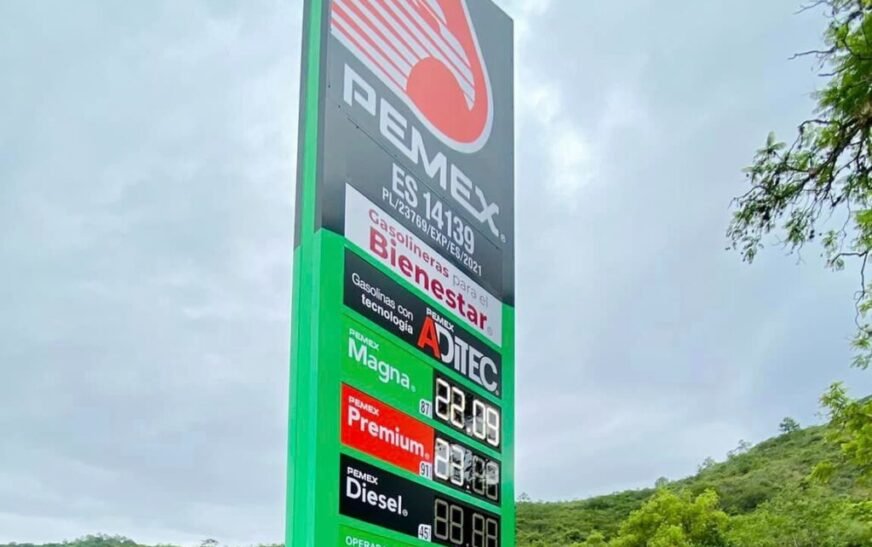 PEMEX®
ES 14139
PL/23769/EXP/ES/2021
Gasolineras para el
Bienestar®
Gasolinas con
tecnología
PEMEX
ADITEC®
PEMEX
Magna®
87
22.09
PEMEX
Premium®
91
PEMEX
Diesel®
45